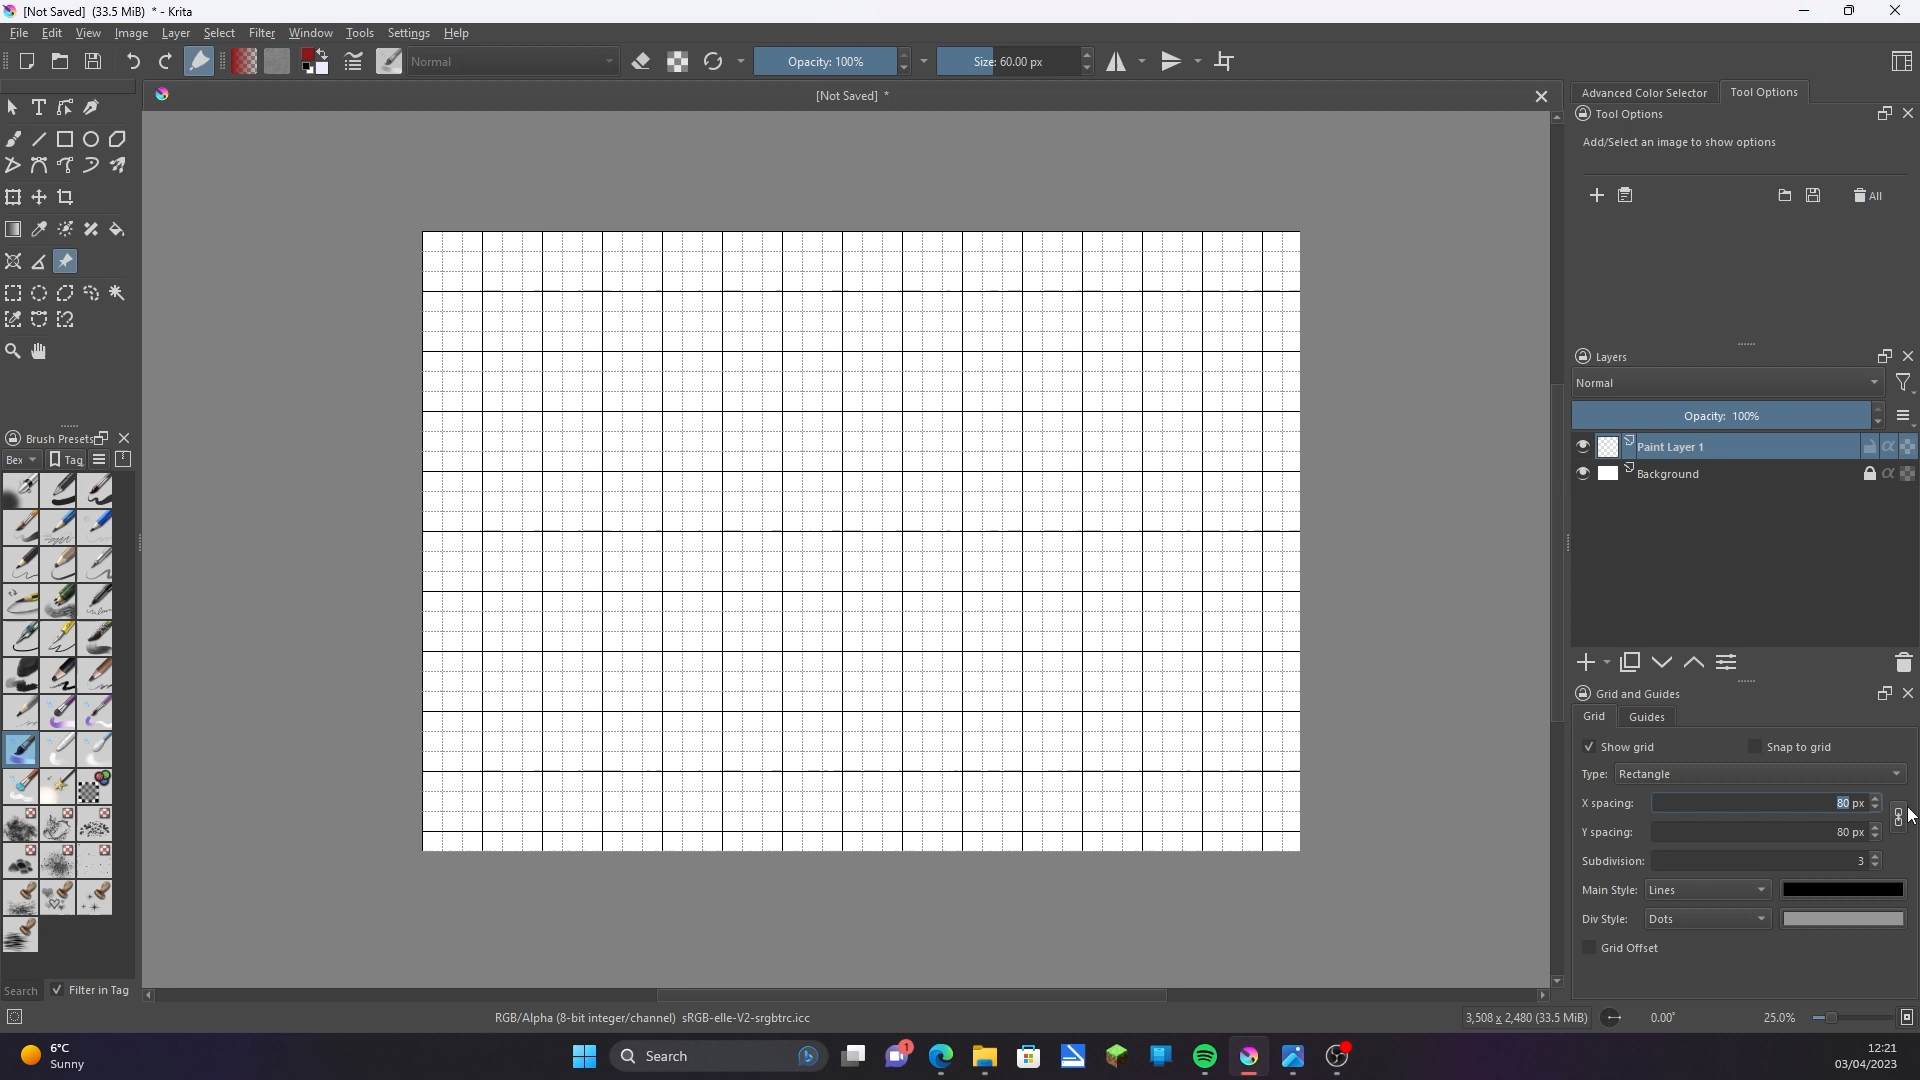 [Not Saved] (33.5 MiB) * - Krita
File Edit View Image Layer Select Filter Window Tools Settings Help
Normal Opacity: 100% Size: 60.00 px
[Not Saved] *
Advanced Color Selector Tool Options
Tool Options
Add/Select an image to show options
All
Layers
Normal
Opacity: 100%
Paint Layer 1
Background
Brush Presets
Tag
Grid and Guides
Grid Guides
Show grid Snap to grid
Type: Rectangle
X spacing: 80 px
Y spacing: 80 px
Subdivision: 3
Main Style: Lines
Div Style: Dots
Grid Offset
Search Filter in Tag
RGB/Alpha (8-bit integer/channel) sRGB-elle-V2-srgbtrc.icc 3,508 x 2,480 (33.5 MiB) 0.00° 25.0%
6°C
Sunny
Search
1
12:21
03/04/2023